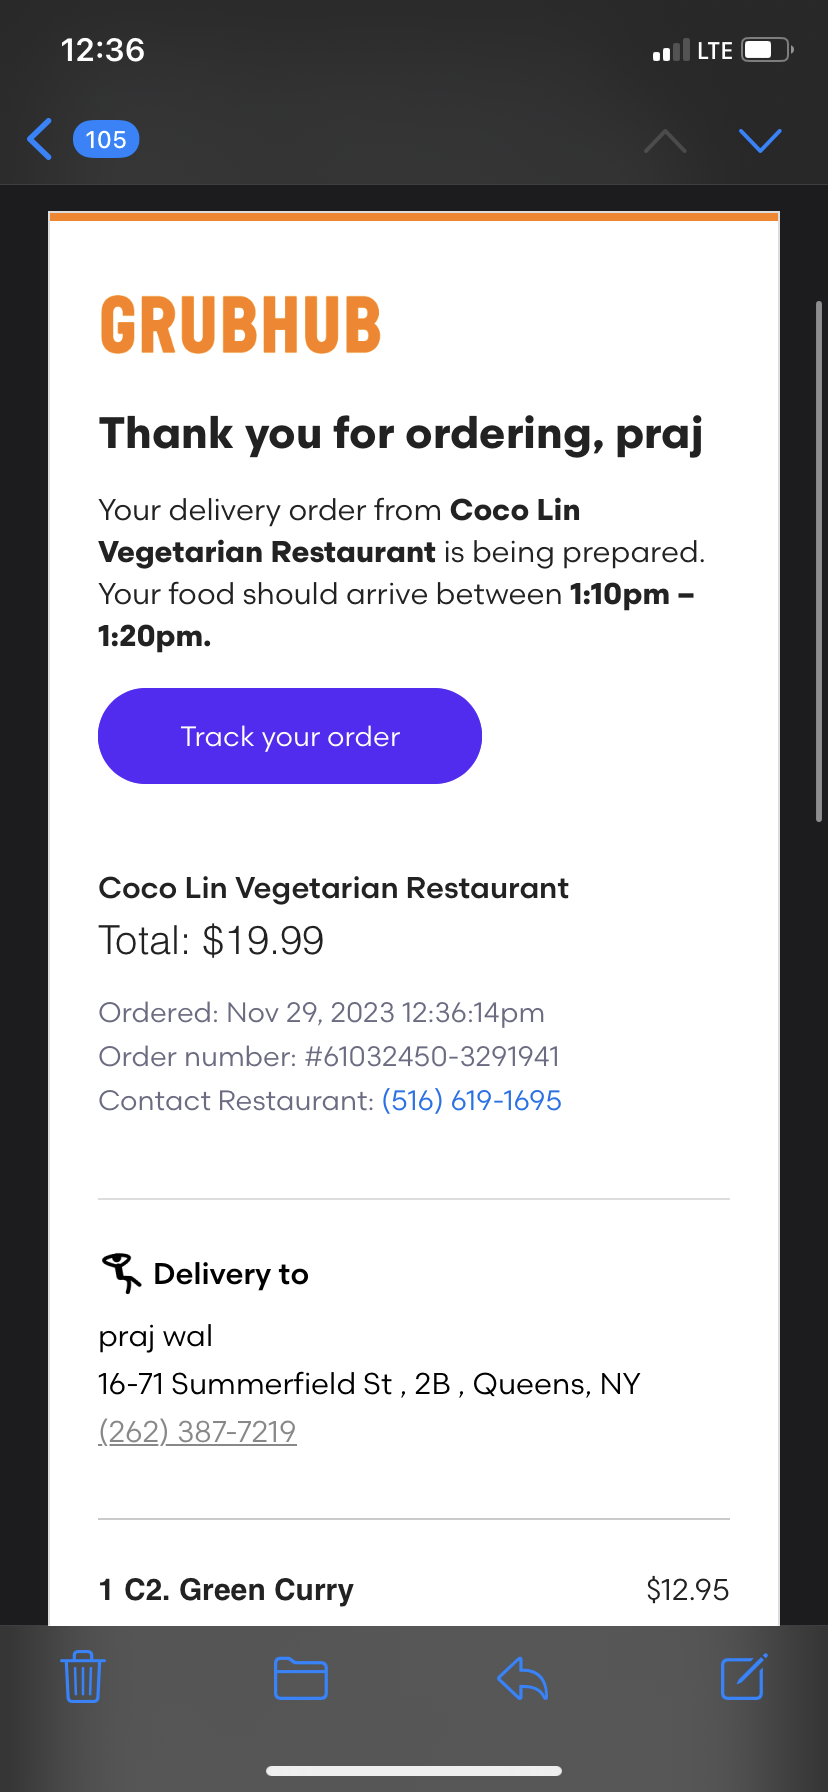 12:36
LTE
105
GRUBHUB
Thank you for ordering, praj
Your delivery order from Coco Lin
Vegetarian Restaurant is being prepared.
Your food should arrive between 1:10pm –
1:20pm.
Track your order
Coco Lin Vegetarian Restaurant
Total: $19.99
Ordered: Nov 29, 2023 12:36:14pm
Order number: #61032450-3291941
Contact Restaurant: (516) 619-1695
Delivery to
praj wal
16-71 Summerfield St , 2B , Queens, NY
(262) 387-7219
1 C2. Green Curry $12.95